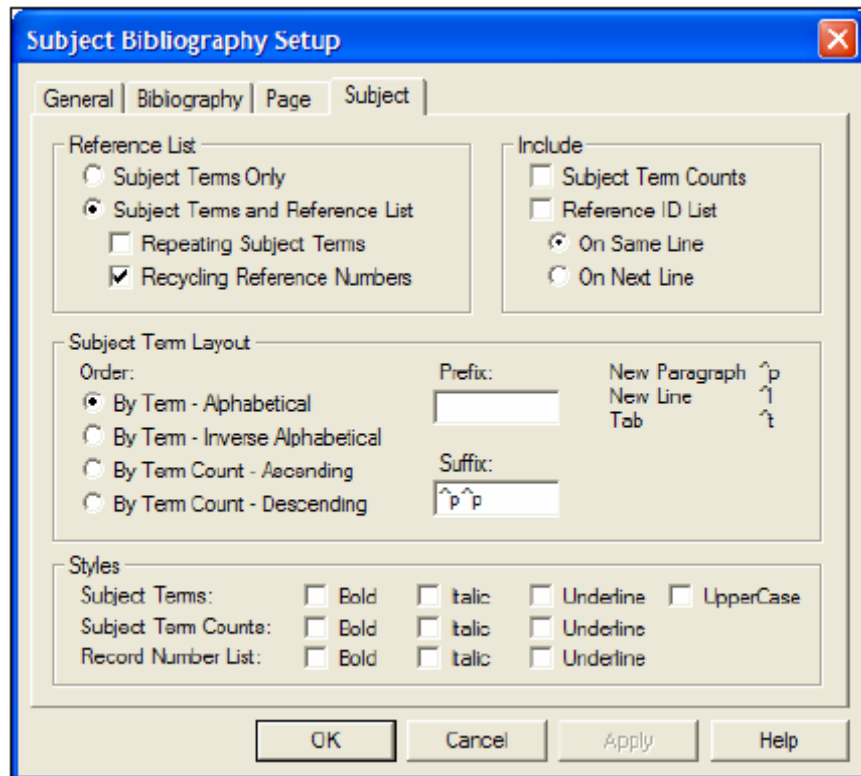 Subject Bibliography Setup
General Bibliography Page Subject
Reference List
Subject Terms Only
Subject Terms and Reference List
Repeating Subject Terms
Recycling Reference Numbers
Include
Subject Term Counts
Reference ID List
On Same Line
On Next Line
Subject Term Layout
Order:
By Term - Alphabetical
By Term - Inverse Alphabetical
By Term Count - Ascending
By Term Count - Descending
Prefix:
Suffix:
^p^p
New Paragraph ^p
New Line ^l
Tab ^t
Styles
Subject Terms: Bold Italic Underline UpperCase
Subject Term Counts: Bold Italic Underline
Record Number List: Bold Italic Underline
OK Cancel Apply Help